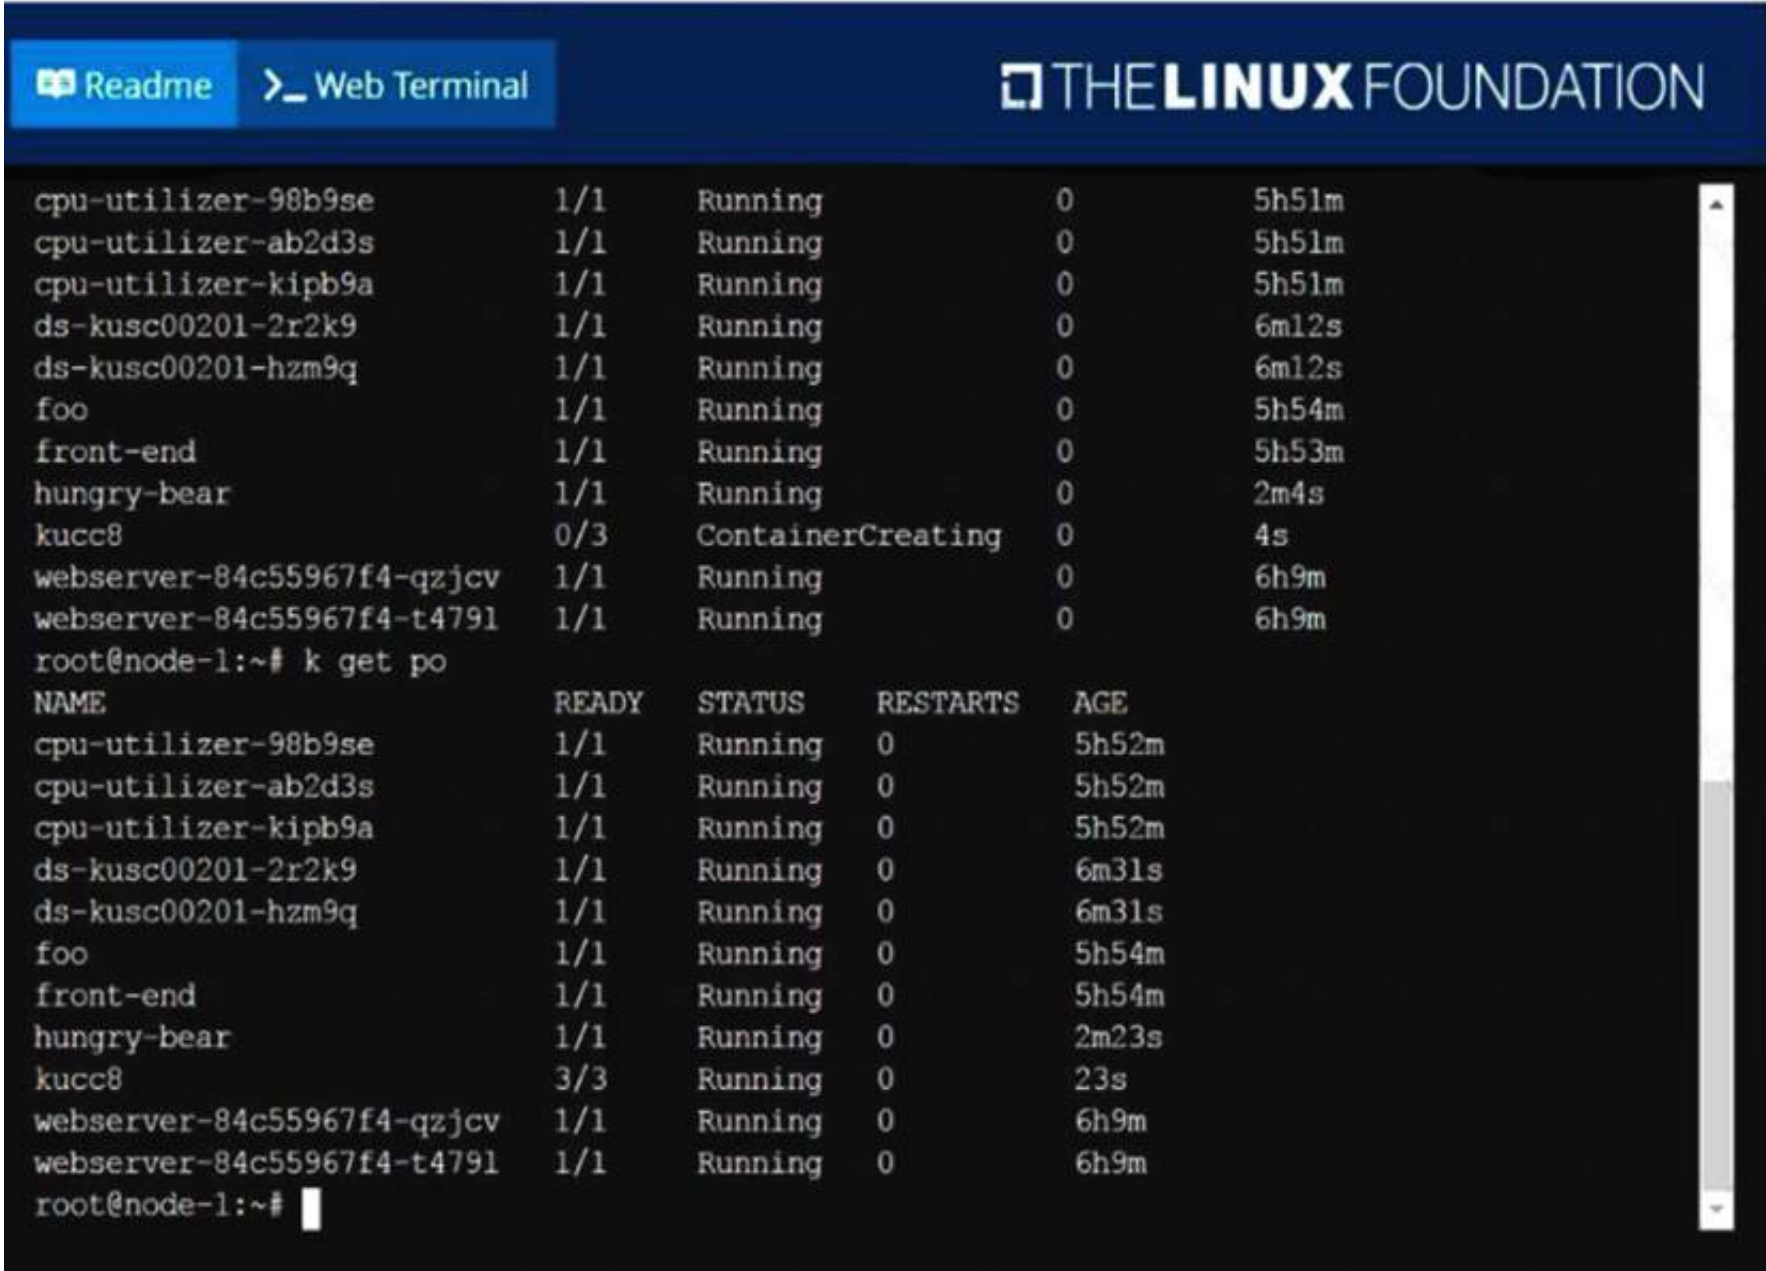 Readme >_ Web Terminal THE LINUX FOUNDATION
cpu-utilizer-98b9se 1/1 Running 0 5h51m
cpu-utilizer-ab2d3s 1/1 Running 0 5h51m
cpu-utilizer-kipb9a 1/1 Running 0 5h51m
ds-kusc00201-2r2k9 1/1 Running 0 6m12s
ds-kusc00201-hzm9q 1/1 Running 0 6m12s
foo 1/1 Running 0 5h54m
front-end 1/1 Running 0 5h53m
hungry-bear 1/1 Running 0 2m4s
kucc8 0/3 ContainerCreating 0 4s
webserver-84c55967f4-qzjcv 1/1 Running 0 6h9m
webserver-84c55967f4-t479l 1/1 Running 0 6h9m
root@node-1:~# k get po
NAME READY STATUS RESTARTS AGE
cpu-utilizer-98b9se 1/1 Running 0 5h52m
cpu-utilizer-ab2d3s 1/1 Running 0 5h52m
cpu-utilizer-kipb9a 1/1 Running 0 5h52m
ds-kusc00201-2r2k9 1/1 Running 0 6m31s
ds-kusc00201-hzm9q 1/1 Running 0 6m31s
foo 1/1 Running 0 5h54m
front-end 1/1 Running 0 5h54m
hungry-bear 1/1 Running 0 2m23s
kucc8 3/3 Running 0 23s
webserver-84c55967f4-qzjcv 1/1 Running 0 6h9m
webserver-84c55967f4-t479l 1/1 Running 0 6h9m
root@node-1:~#